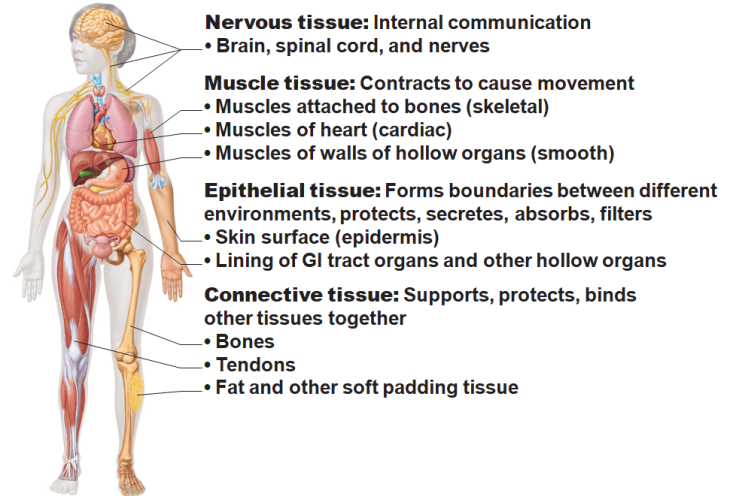 Nervous tissue: Internal communication
• Brain, spinal cord, and nerves
Muscle tissue: Contracts to cause movement
• Muscles attached to bones (skeletal)
• Muscles of heart (cardiac)
• Muscles of walls of hollow organs (smooth)
Epithelial tissue: Forms boundaries between different
environments, protects, secretes, absorbs, filters
• Skin surface (epidermis)
• Lining of GI tract organs and other hollow organs
Connective tissue: Supports, protects, binds
other tissues together
• Bones
• Tendons
• Fat and other soft padding tissue